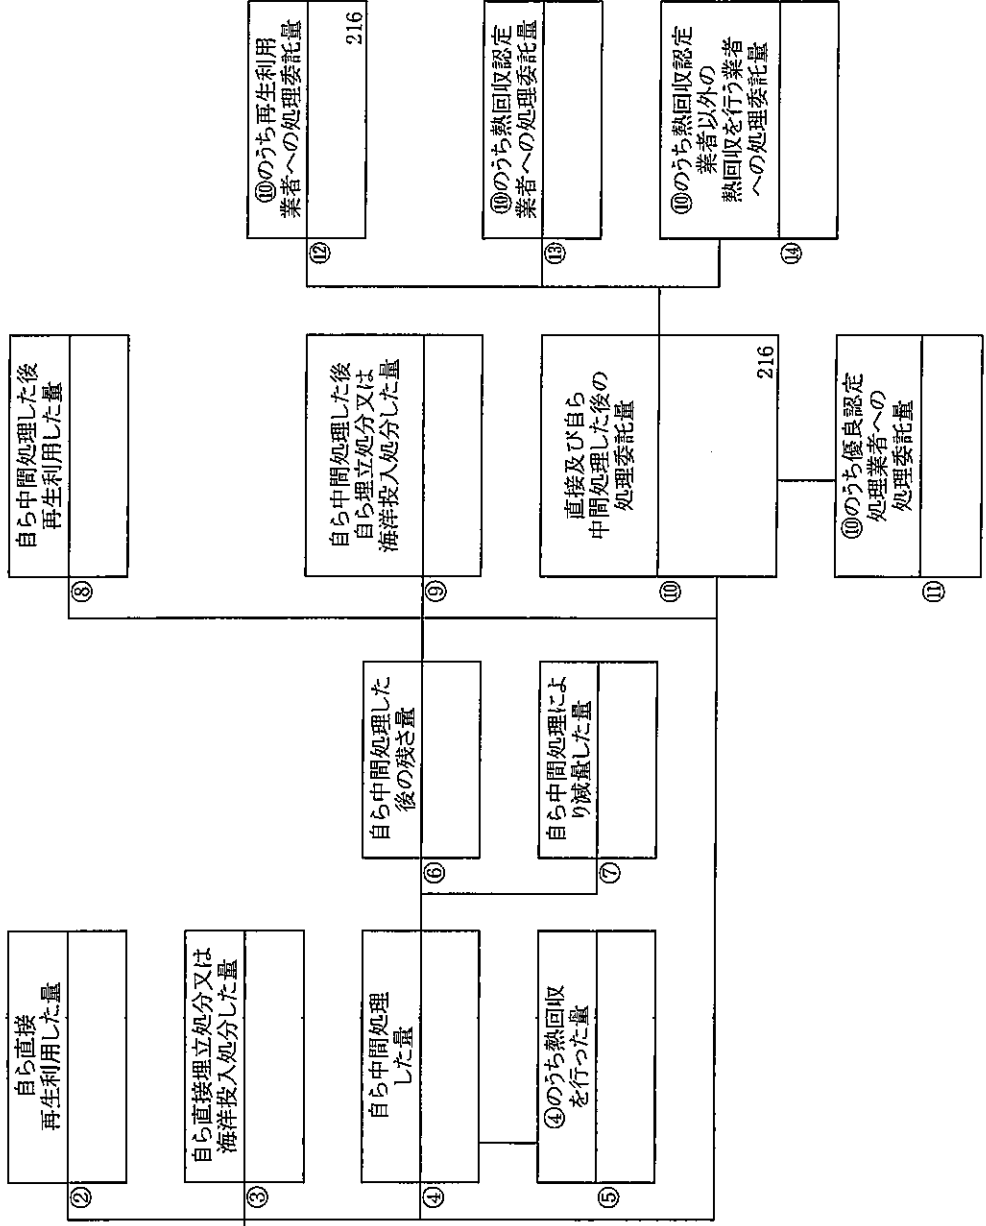 ②
自ら直接
再生利用した量
③
自ら直接埋立処分又は
海洋投入処分した量
④
自ら中間処理
した量
⑤
④のうち熱回収
を行った量
⑥
自ら中間処理した
後の残さ量
⑦
自ら中間処理によ
り減量した量
⑧
自ら中間処理した後
再生利用した量
⑨
自ら中間処理した後
自ら埋立処分又は
海洋投入処分した量
⑩
直接及び自ら
中間処理した後の
処理委託量
216
⑪
⑩のうち優良認定
処理業者への
処理委託量
⑫
⑩のうち再生利用
業者への処理委託量
216
⑬
⑩のうち熱回収認定
業者への処理委託量
⑭
⑩のうち熱回収認定
業者以外の
熱回収を行う業者
への処理委託量